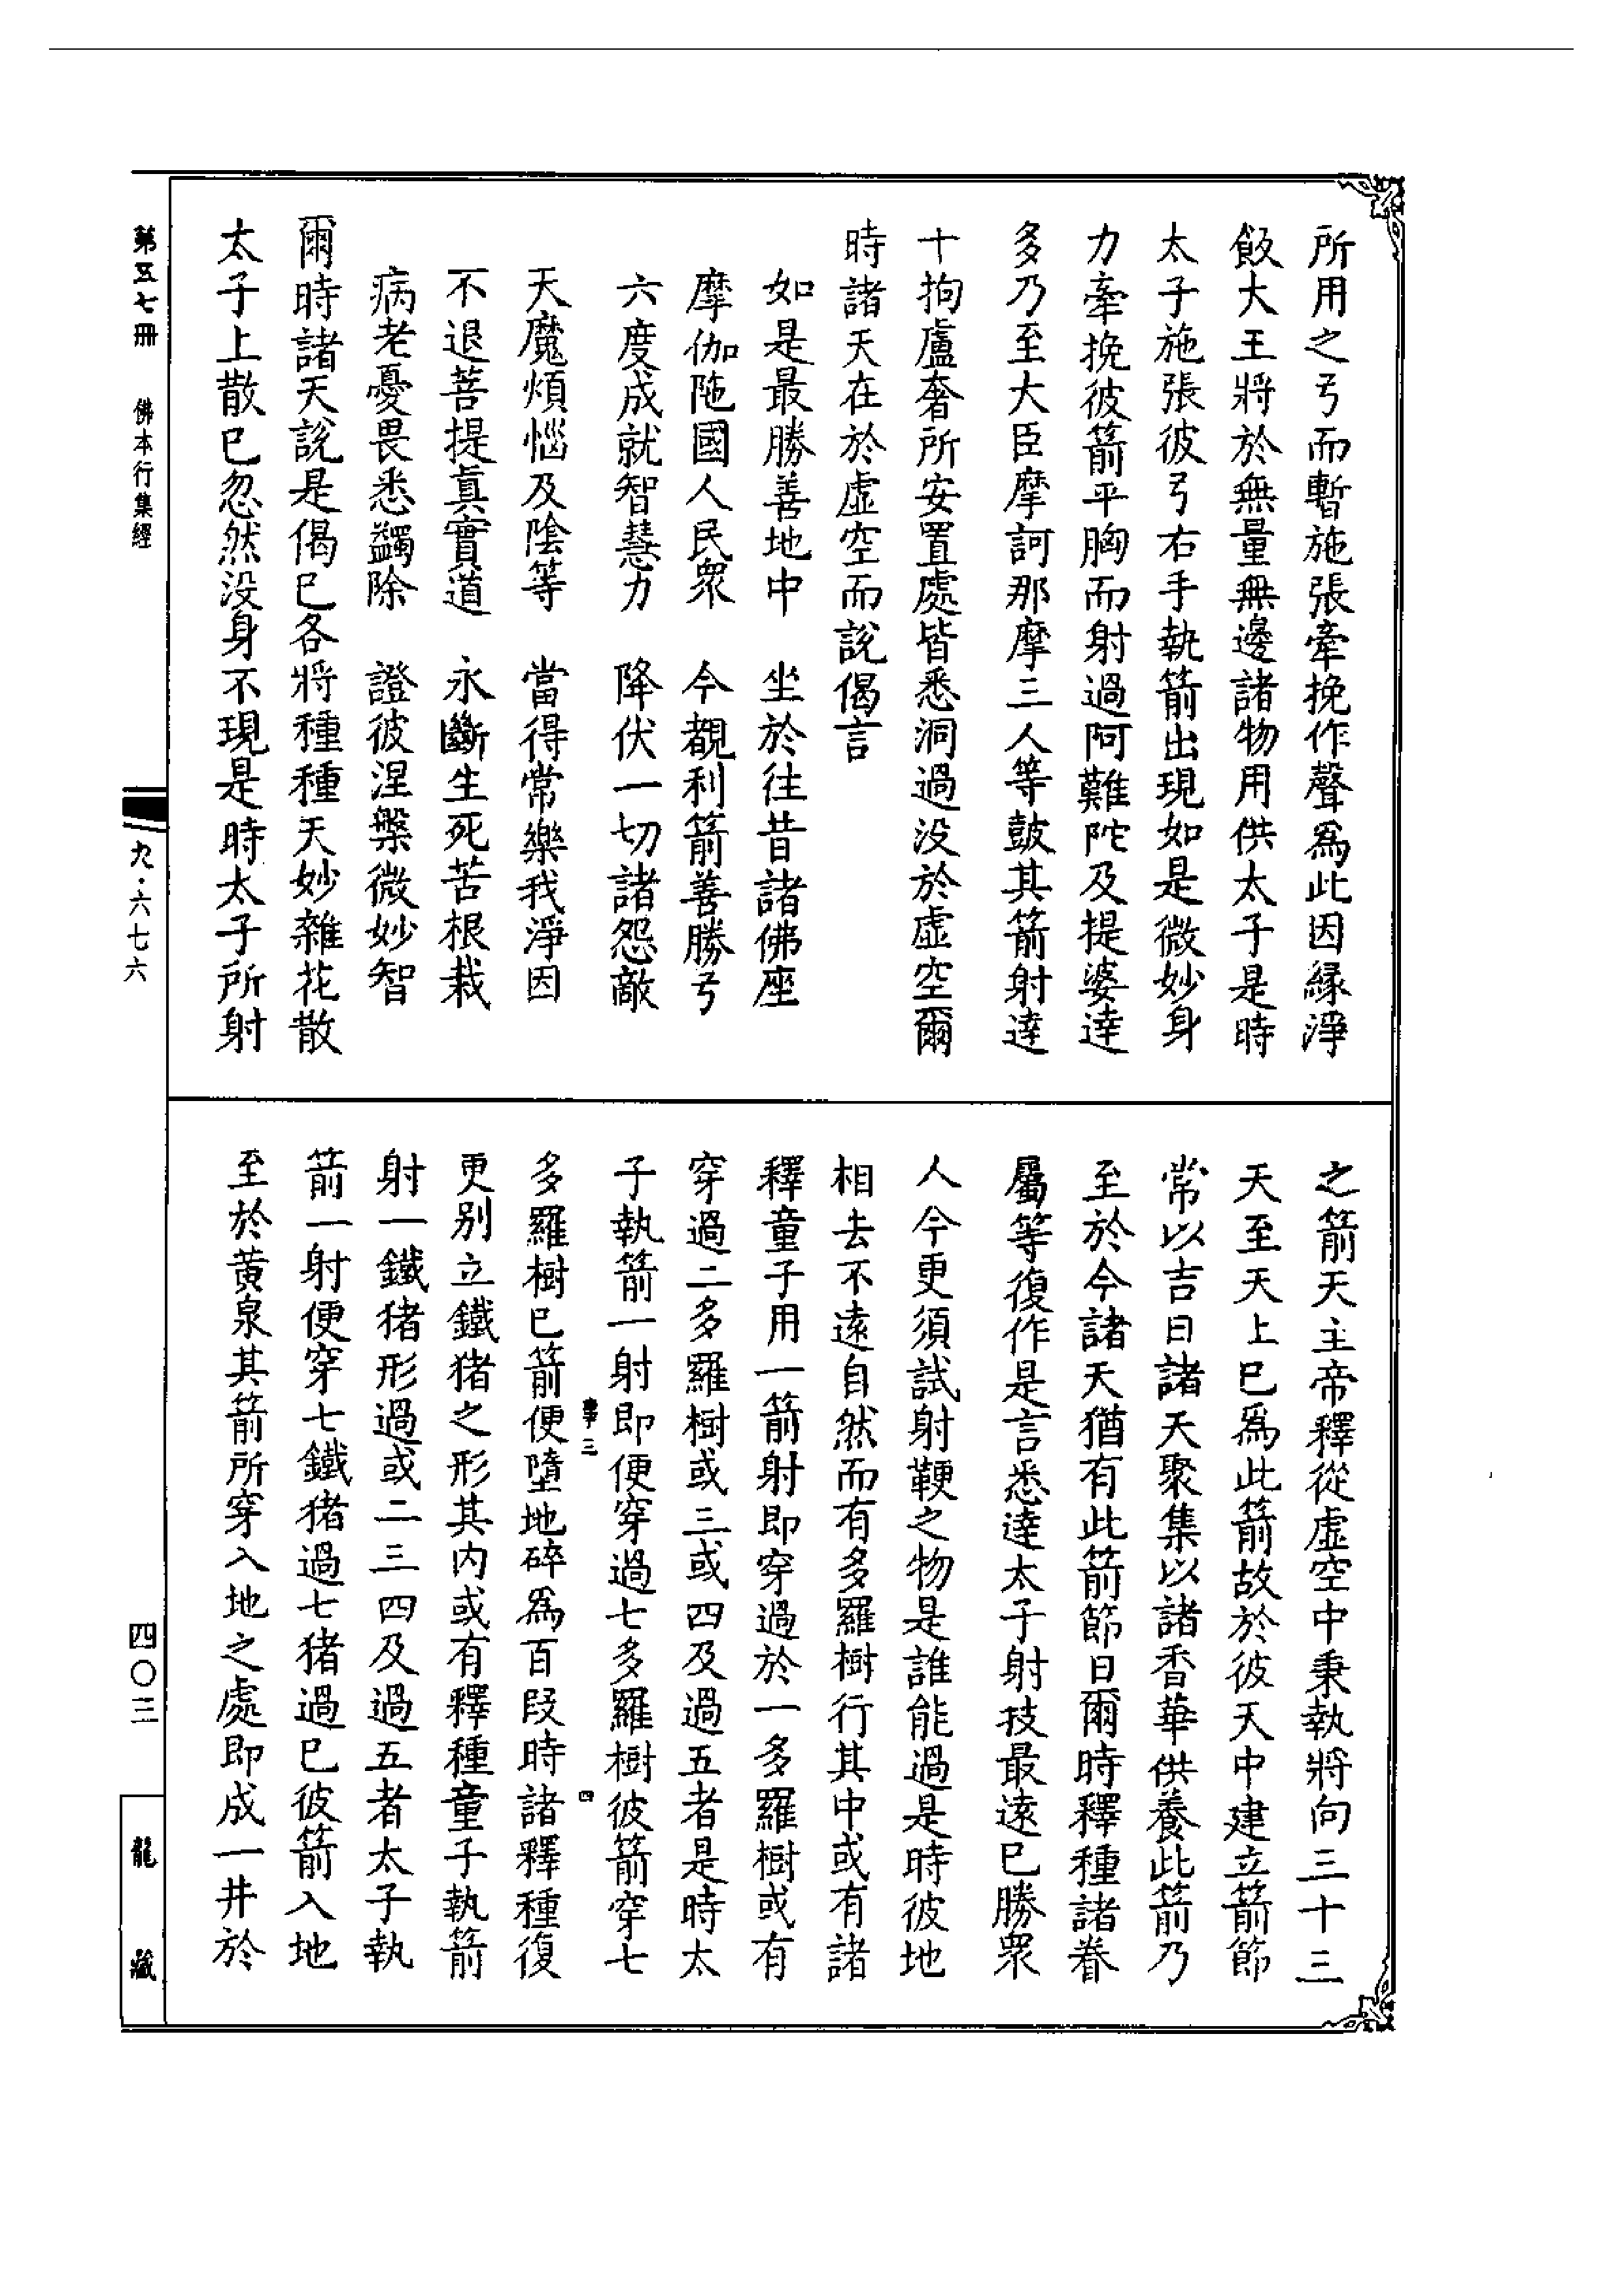 所用之弓而暫施張牽挽作聲爲此因緣淨
飯大王將於無量無邊諸物用供太子是時
太子施張彼弓右手執箭出現如是微妙身
力牽挽彼箭平胸而射過阿難陀及提婆達
多乃至大臣摩訶那摩三人等鼓其箭射達
十拘盧奢所安置處皆悉洞過没於虛空爾
時諸天在於虛空而說偈言
如是最勝善地中　坐於往昔諸佛座
摩伽陁國人民眾　今覩利箭善勝弓
六度成就智慧力　降伏一切諸怨敵
天魔煩惱及陰等　當得常樂我淨因
不退菩提真實道　永斷生死苦根栽
病老憂畏悉蠲除　證彼涅槃微妙智
爾時諸天說是偈巳各將種種天妙雜花散
太子上散巳忽然没身不現是時太子所射
之箭天主帝釋從虛空中秉執將向三十三
天至天上巳爲此箭故於彼天中建立箭節
常以吉日諸天聚集以諸香華供養此箭乃
至於今諸天猶有此箭節日爾時釋種諸眷
屬等復作是言悉達太子射技最遠巳勝眾
人今更須試射鞕之物是誰能過是時彼地
相去不遠自然而有多羅樹行其中或有諸
釋童子用一箭射即穿過於一多羅樹或有
穿過二多羅樹或三或四及過五者是時太
子執箭一射即便穿過七多羅樹彼箭穿七
多羅樹巳箭便墮地碎爲百段時諸釋種復
更别立鐵猪之形其内或有釋種童子執箭
射一鐵猪形過或二三四及過五者太子執
箭一射便穿七鐵猪過七猪過巳彼箭入地
至於黄泉其箭所穿入地之處即成一井於
第五七冊　佛本行集經
九·六七六
四〇三
龍藏
三
四